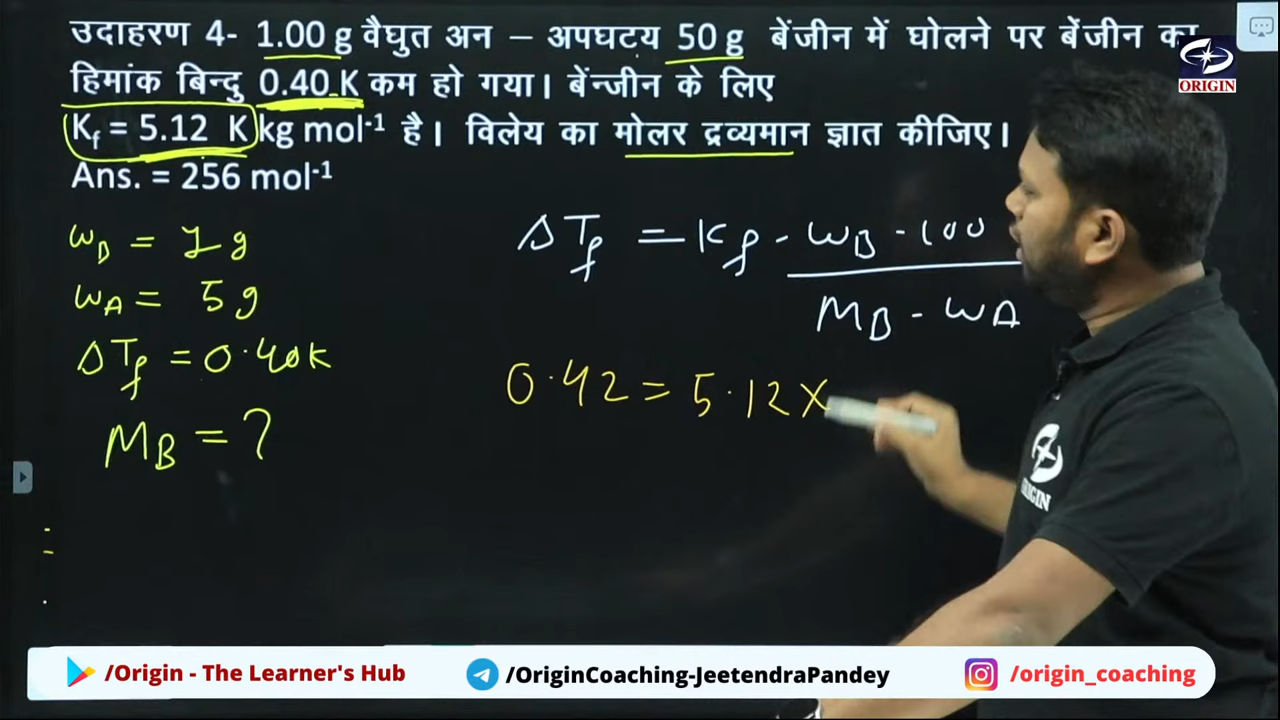 उदाहरण 4- 1.00 g वैघुत अन – अपघटय 50 g बेंजीन में घोलने पर बेंजीन का
हिमांक बिन्दु 0.40 K कम हो गया। बेंन्जीन के लिए
Kf = 5.12 K kg mol-1 है। विलेय का मोलर द्रव्यमान ज्ञात कीजिए।
Ans. = 256 mol-1
ORIGIN
wB = 1 g
wA = 5 g
ΔTf = 0.40K
MB = ?
ΔTf = Kf - wB - 100
MB - wA
0.42 = 5.12 X
ORIGIN
/Origin - The Learner's Hub
/OriginCoaching-JeetendraPandey
/origin_coaching